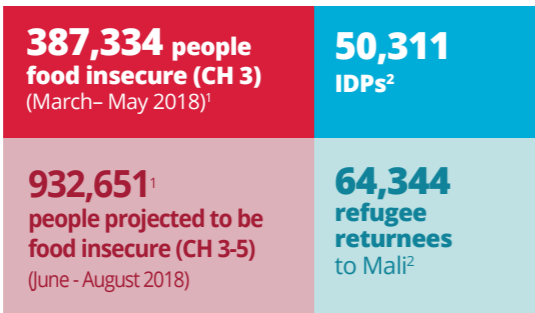 387,334 people
food insecure (CH 3)
(March– May 2018)¹
50,311
IDPs²
932,651¹
people projected to be
food insecure (CH 3-5)
(June - August 2018)
64,344
refugee
returnees
to Mali²